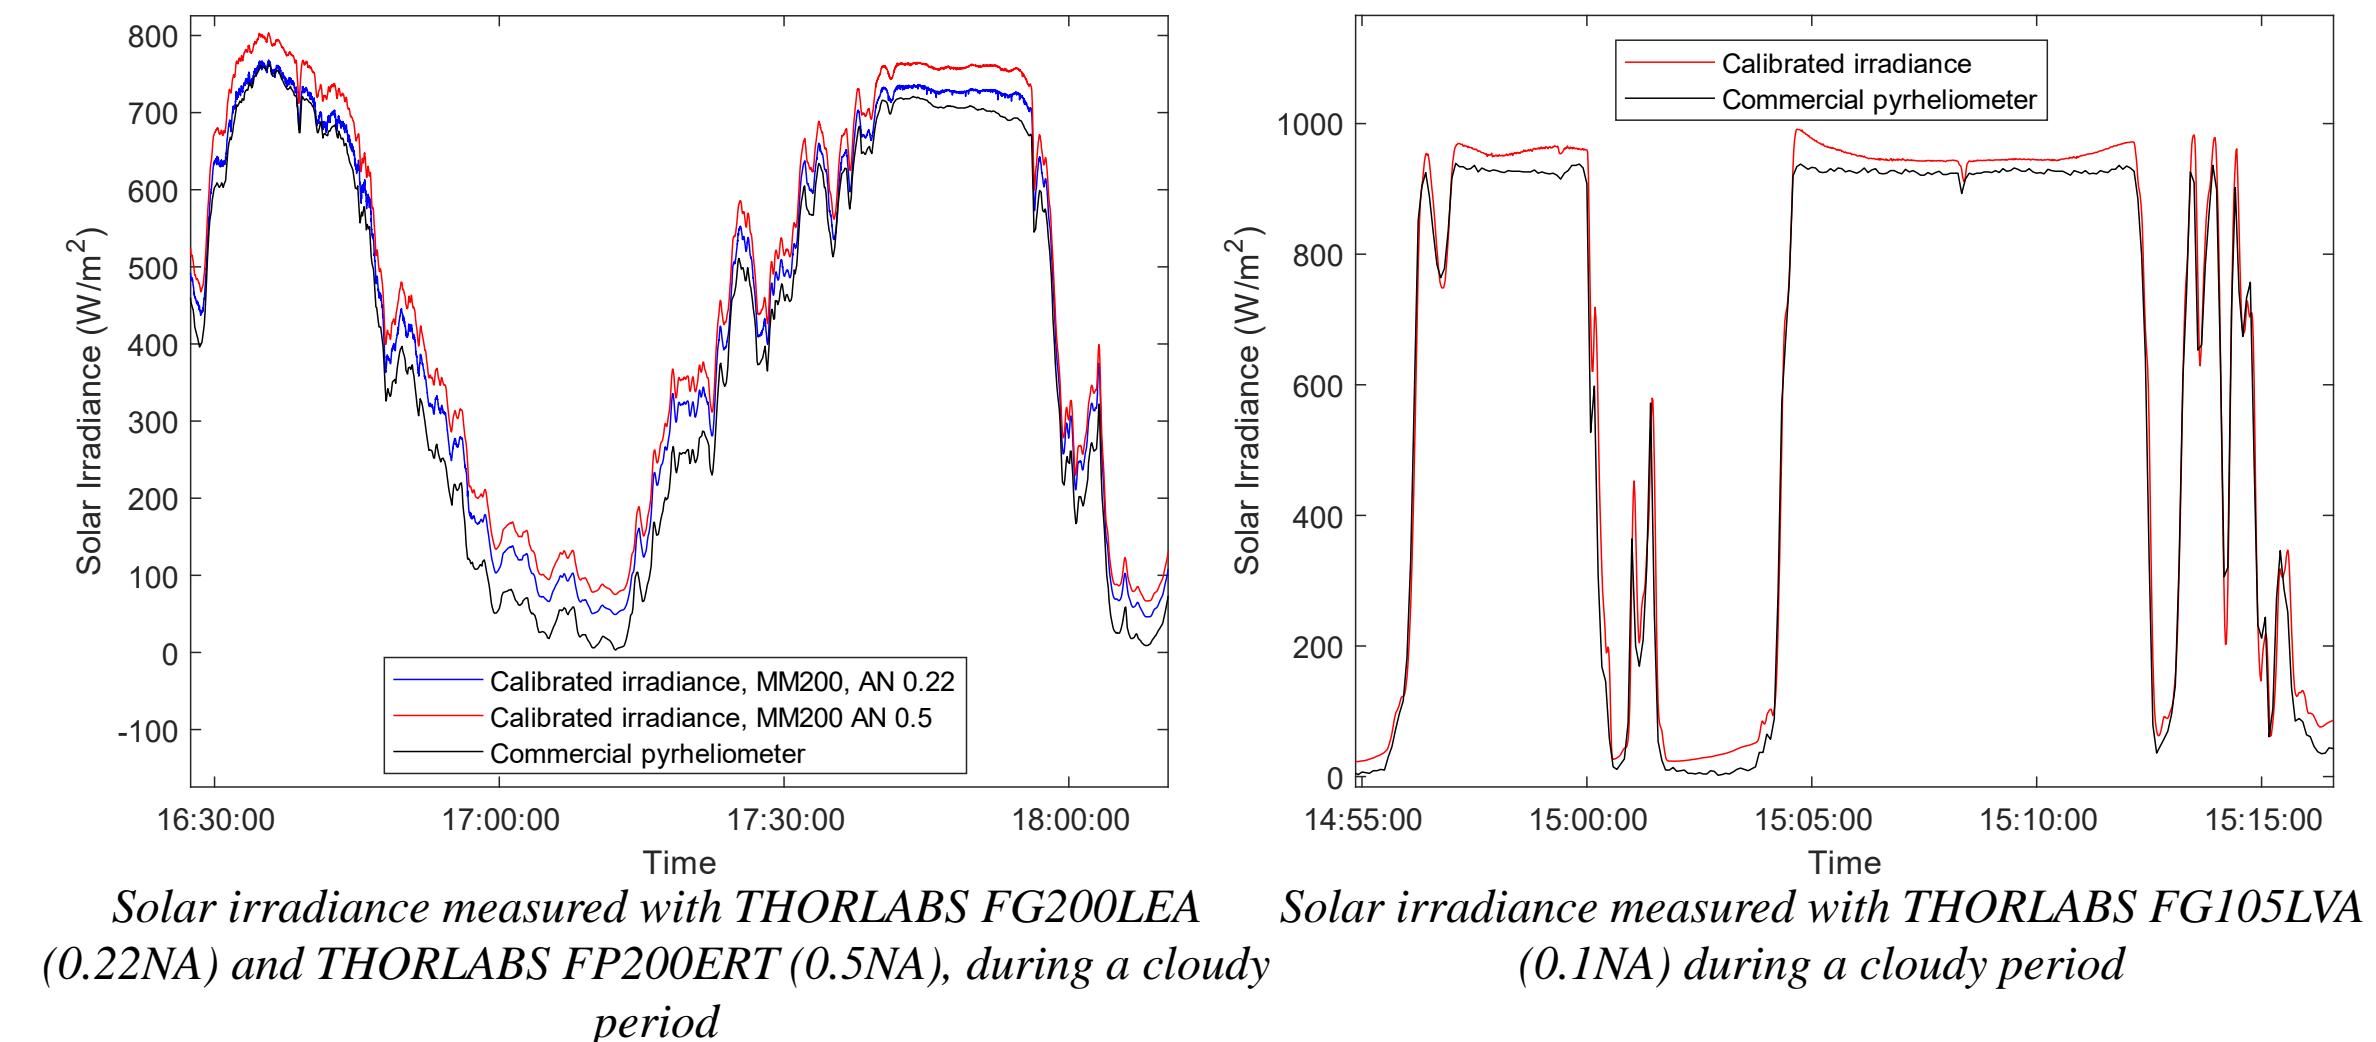 800
700
600
500
400
300
200
100
0
-100
Solar Irradiance (W/m²)
Calibrated irradiance, MM200, AN 0.22
Calibrated irradiance, MM200 AN 0.5
Commercial pyrheliometer
16:30:00 17:00:00 17:30:00 18:00:00
Time
Solar irradiance measured with THORLABS FG200LEA
(0.22NA) and THORLABS FP200ERT (0.5NA), during a cloudy
period
Calibrated irradiance
Commercial pyrheliometer
1000
800
600
400
200
0
Solar Irradiance (W/m²)
14:55:00 15:00:00 15:05:00 15:10:00 15:15:00
Time
Solar irradiance measured with THORLABS FG105LVA
(0.1NA) during a cloudy period